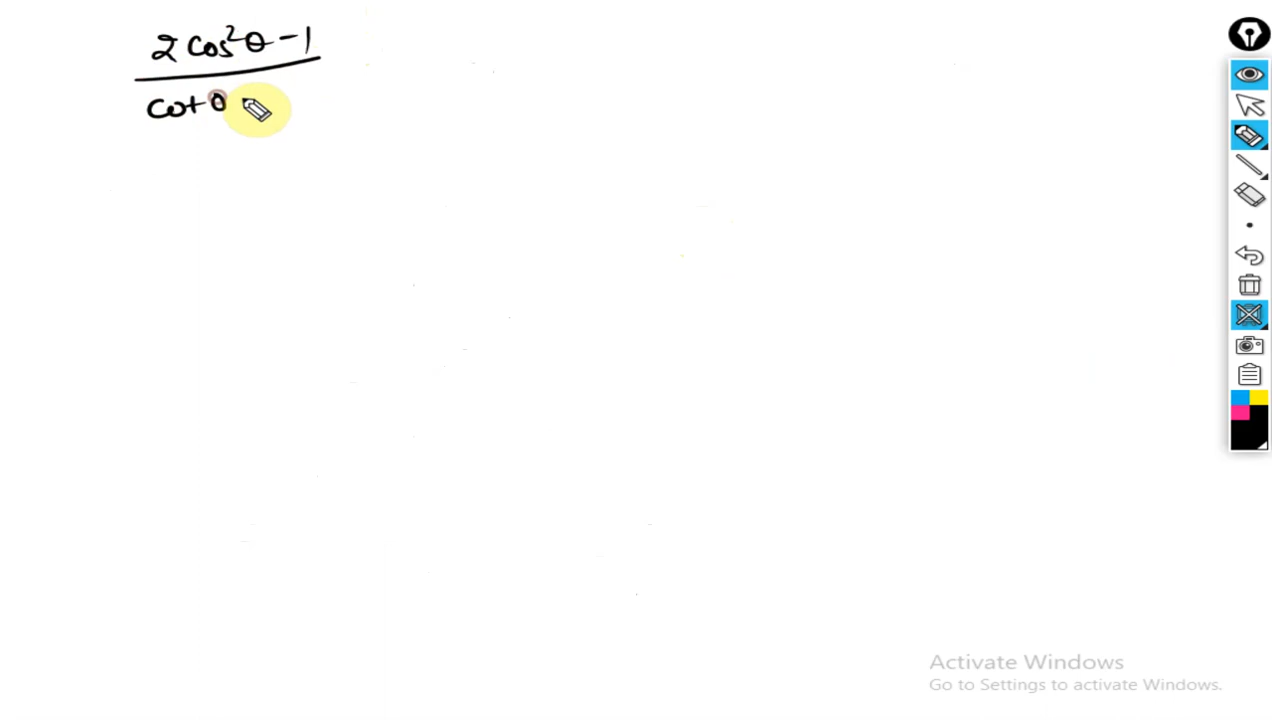 2 cos²θ - 1
cot θ
Activate Windows
Go to Settings to activate Windows.